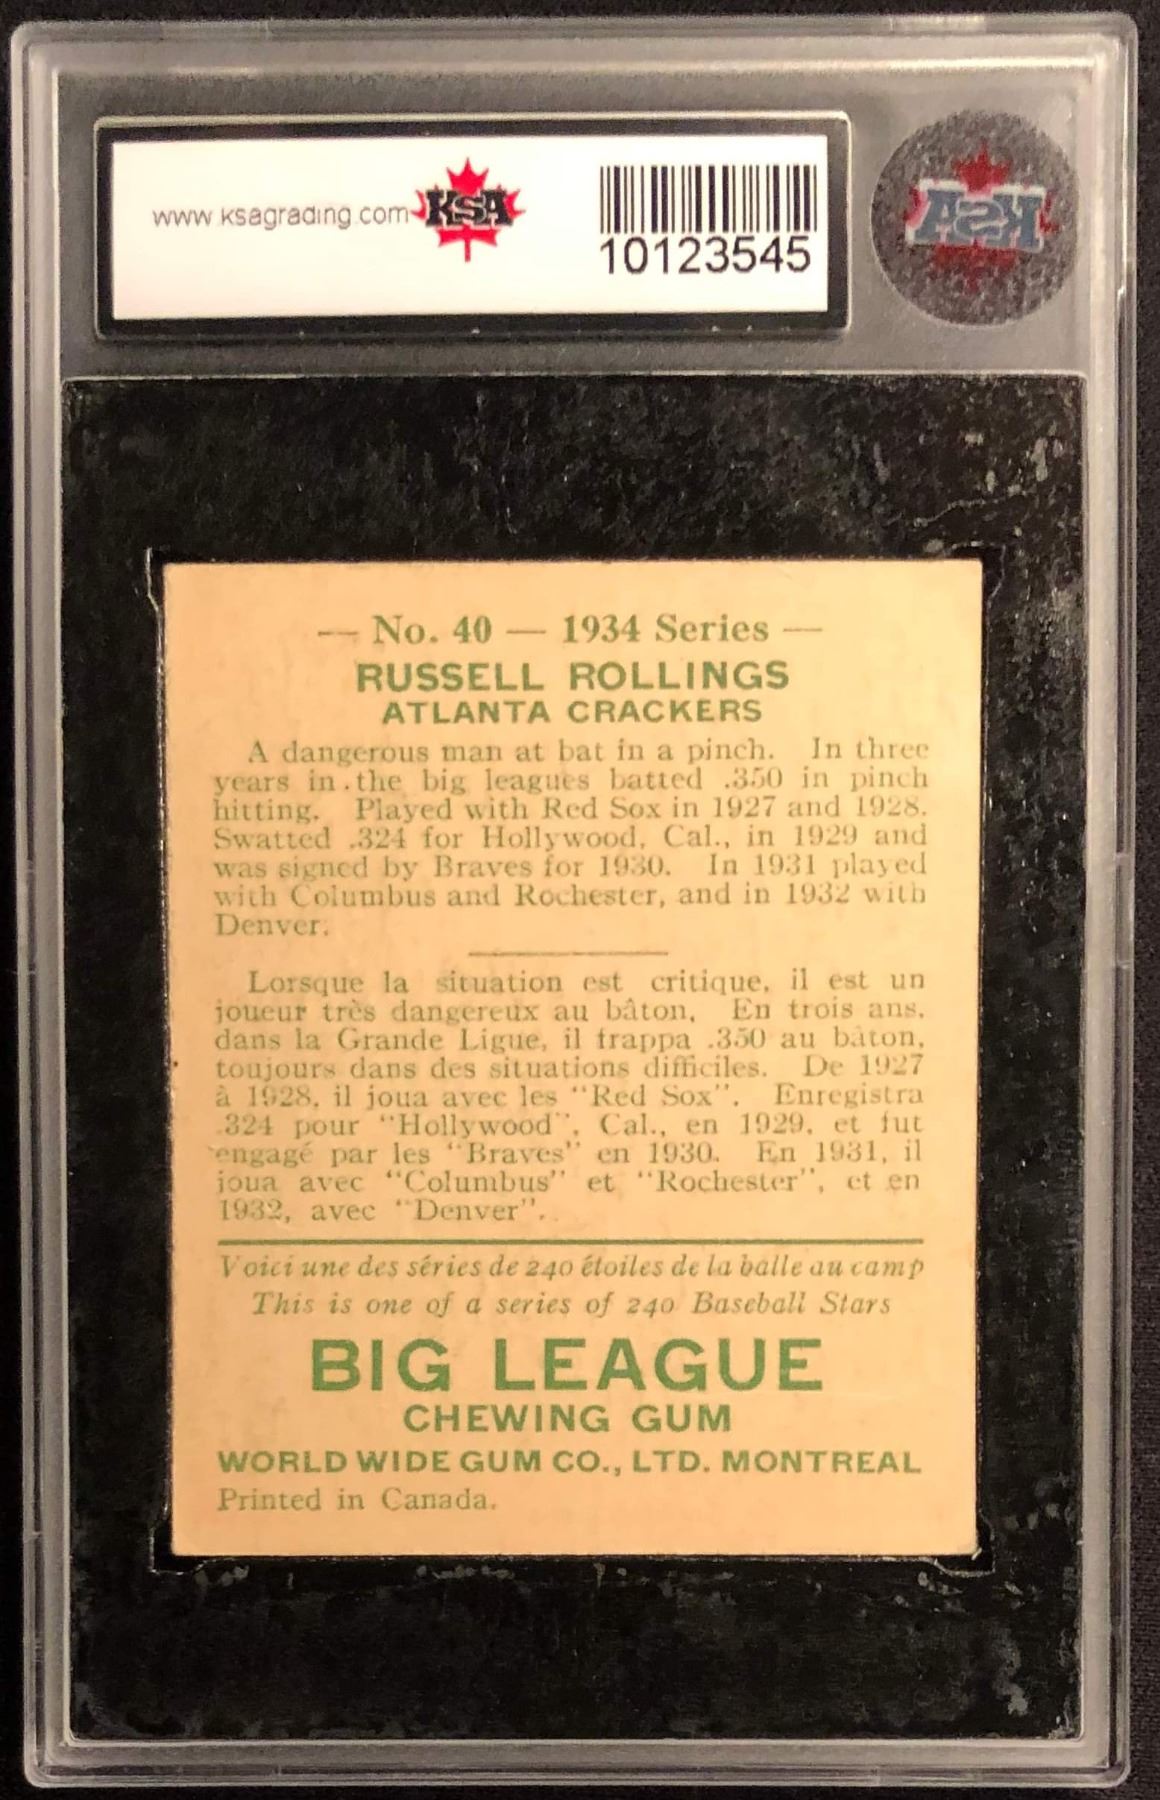 www.ksagrading.com
KSA
10123545
KSA
— No. 40 — 1934 Series —
RUSSELL ROLLINGS
ATLANTA CRACKERS
A dangerous man at bat in a pinch. In three
years in the big leagues batted .350 in pinch
hitting. Played with Red Sox in 1927 and 1928.
Swatted .324 for Hollywood, Cal., in 1929 and
was signed by Braves for 1930. In 1931 played
with Columbus and Rochester, and in 1932 with
Denver.
Lorsque la situation est critique, il est un
joueur très dangereux au bâton. En trois ans,
dans la Grande Ligue, il frappa .350 au bâton,
toujours dans des situations difficiles. De 1927
à 1928, il joua avec les "Red Sox". Enregistra
.324 pour "Hollywood", Cal., en 1929, et fut
engagé par les "Braves" en 1930. En 1931, il
joua avec "Columbus" et "Rochester", et en
1932, avec "Denver".
Voici une des séries de 240 étoiles de la balle au camp
This is one of a series of 240 Baseball Stars
BIG LEAGUE
CHEWING GUM
WORLD WIDE GUM CO., LTD. MONTREAL
Printed in Canada.